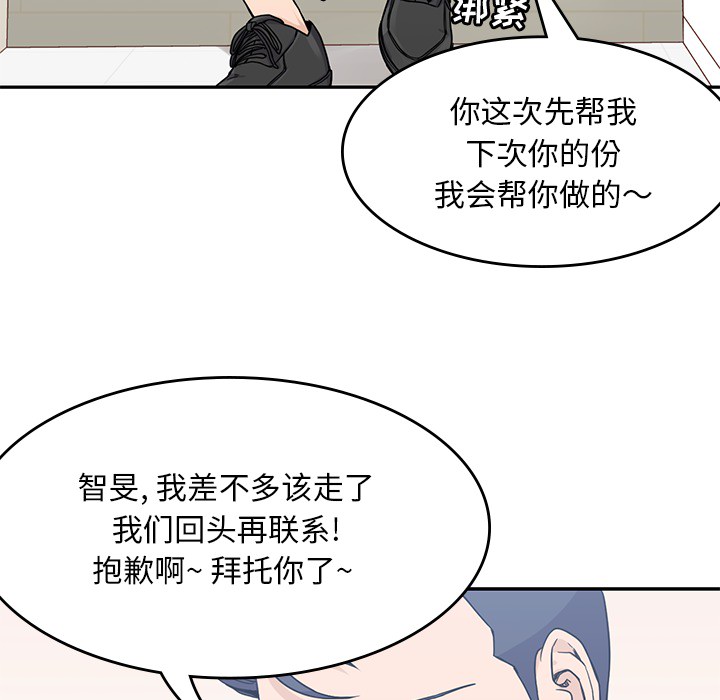 绑紧
你这次先帮我
下次你的份
我会帮你做的～
智旻, 我差不多该走了
我们回头再联系!
抱歉啊~ 拜托你了~